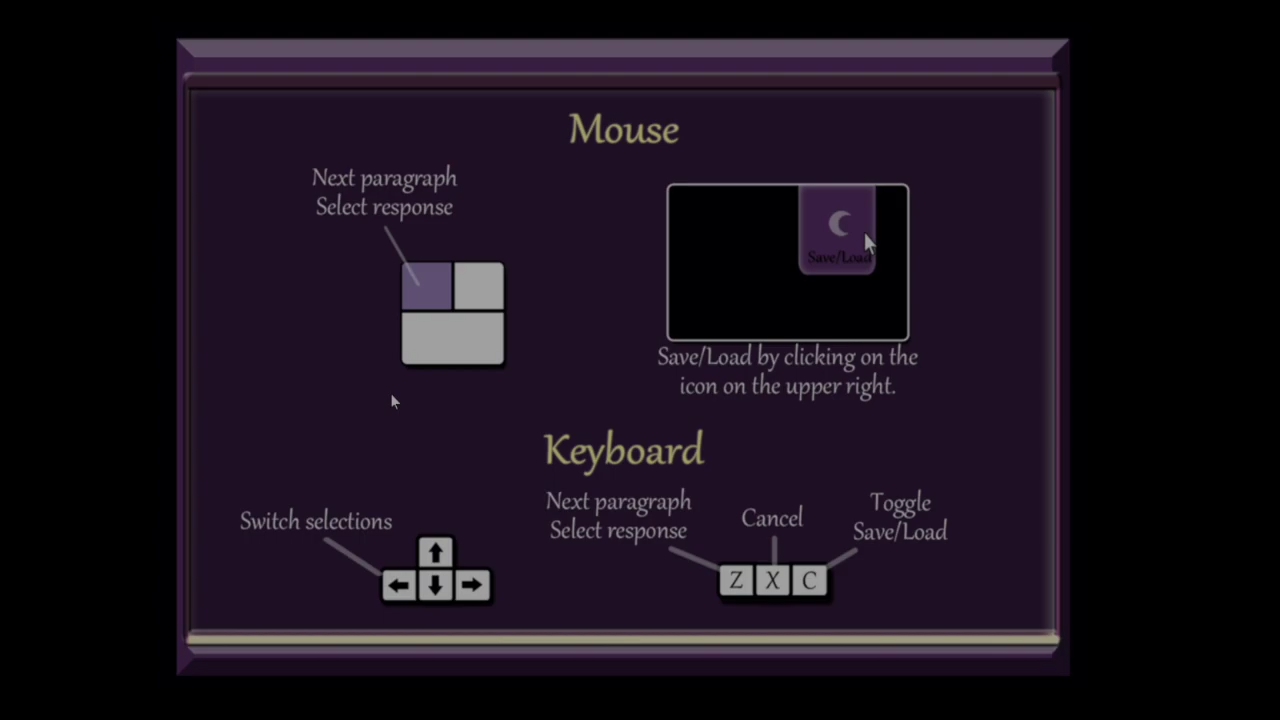 Mouse
Next paragraph
Select response
Save/Load
Save/Load by clicking on the
icon on the upper right.
Keyboard
Switch selections
Next paragraph
Select response
Cancel
Toggle
Save/Load
Z X C